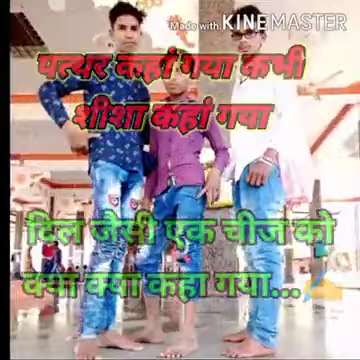 Made with KINEMASTER
पत्थर कहां गया कभी
शीशा कहां गया
दिल जैसी एक चीज को
क्या क्या कहा गया...✍